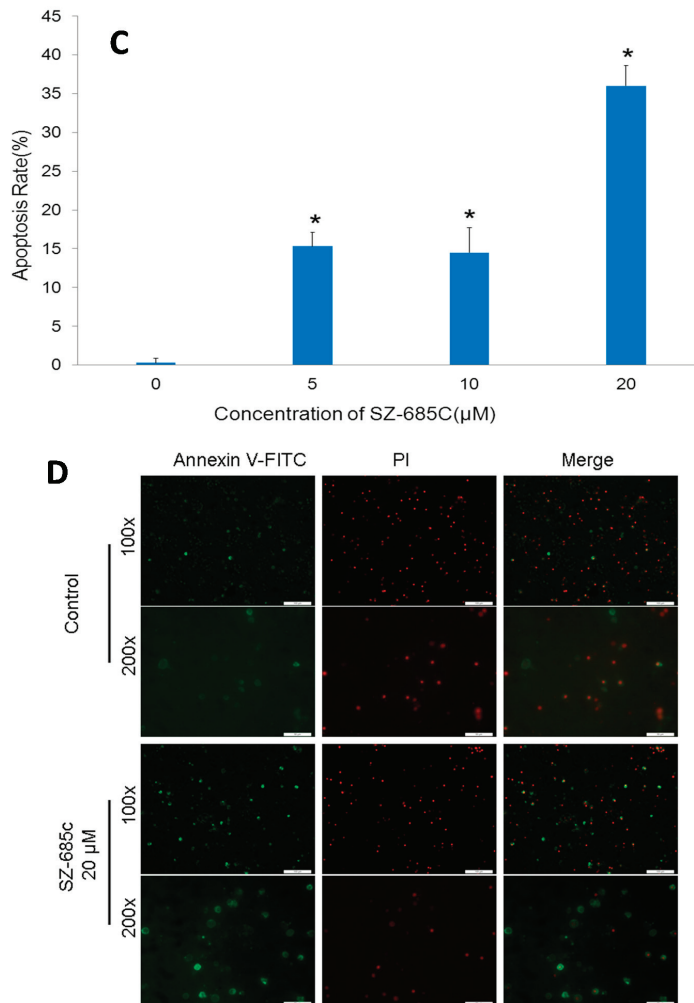 C
45
40
35
30
25
20
15
10
5
0
Apoptosis Rate(%)
*
*
*
0 5 10 20
Concentration of SZ-685C(µM)
D
Annexin V-FITC PI Merge
Control
100x
200x
SZ-685c
20 µM
100x
200x